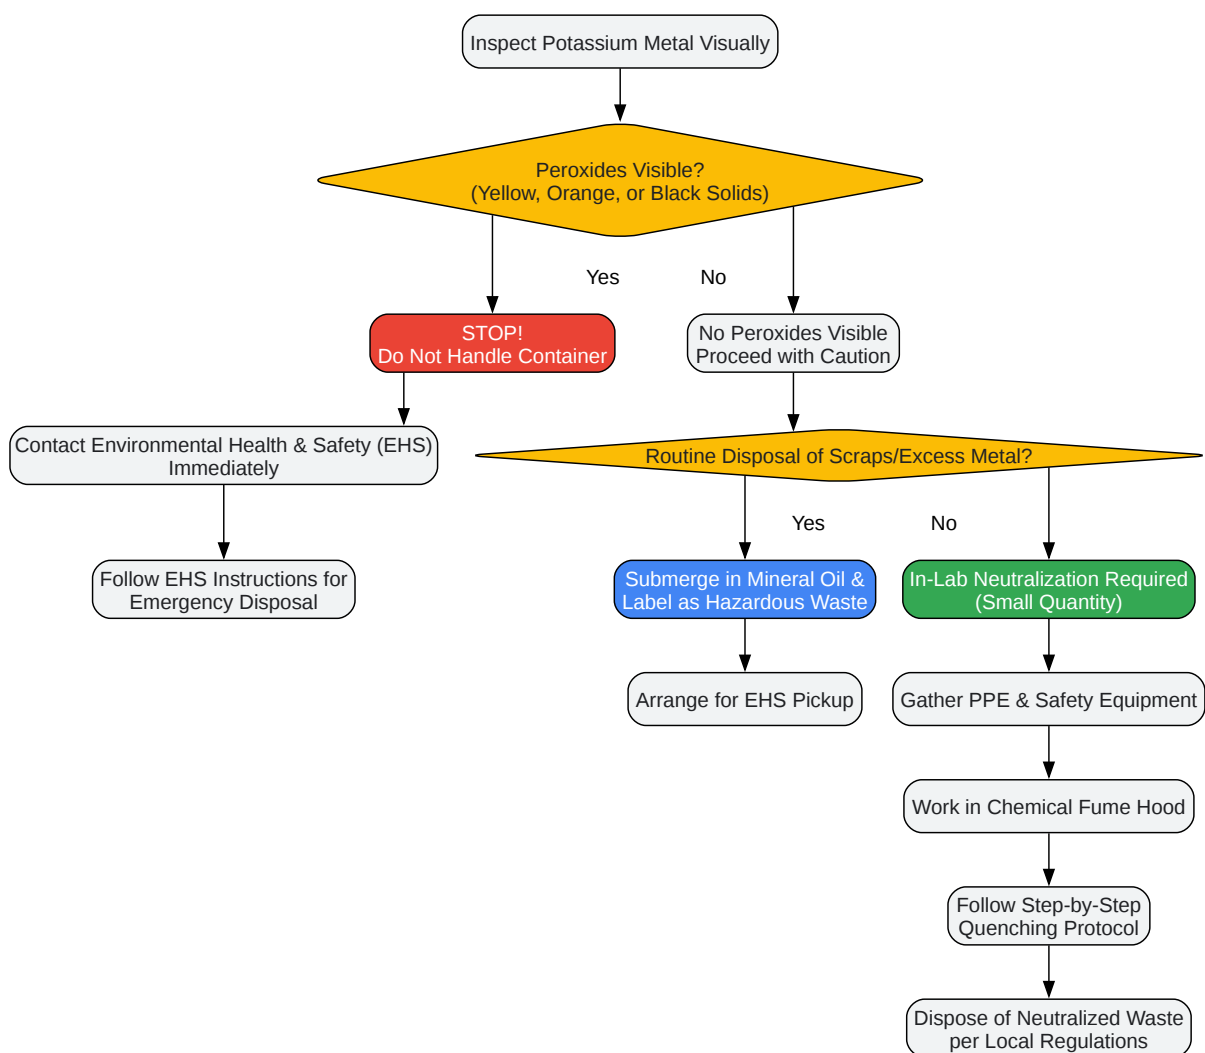 Inspect Potassium Metal Visually
Peroxides Visible?
(Yellow, Orange, or Black Solids)
Yes
No
STOP!
Do Not Handle Container
No Peroxides Visible
Proceed with Caution
Contact Environmental Health & Safety (EHS)
Immediately
Routine Disposal of Scraps/Excess Metal?
Yes
No
Follow EHS Instructions for
Emergency Disposal
Submerge in Mineral Oil &
Label as Hazardous Waste
In-Lab Neutralization Required
(Small Quantity)
Arrange for EHS Pickup
Gather PPE & Safety Equipment
Work in Chemical Fume Hood
Follow Step-by-Step
Quenching Protocol
Dispose of Neutralized Waste
per Local Regulations